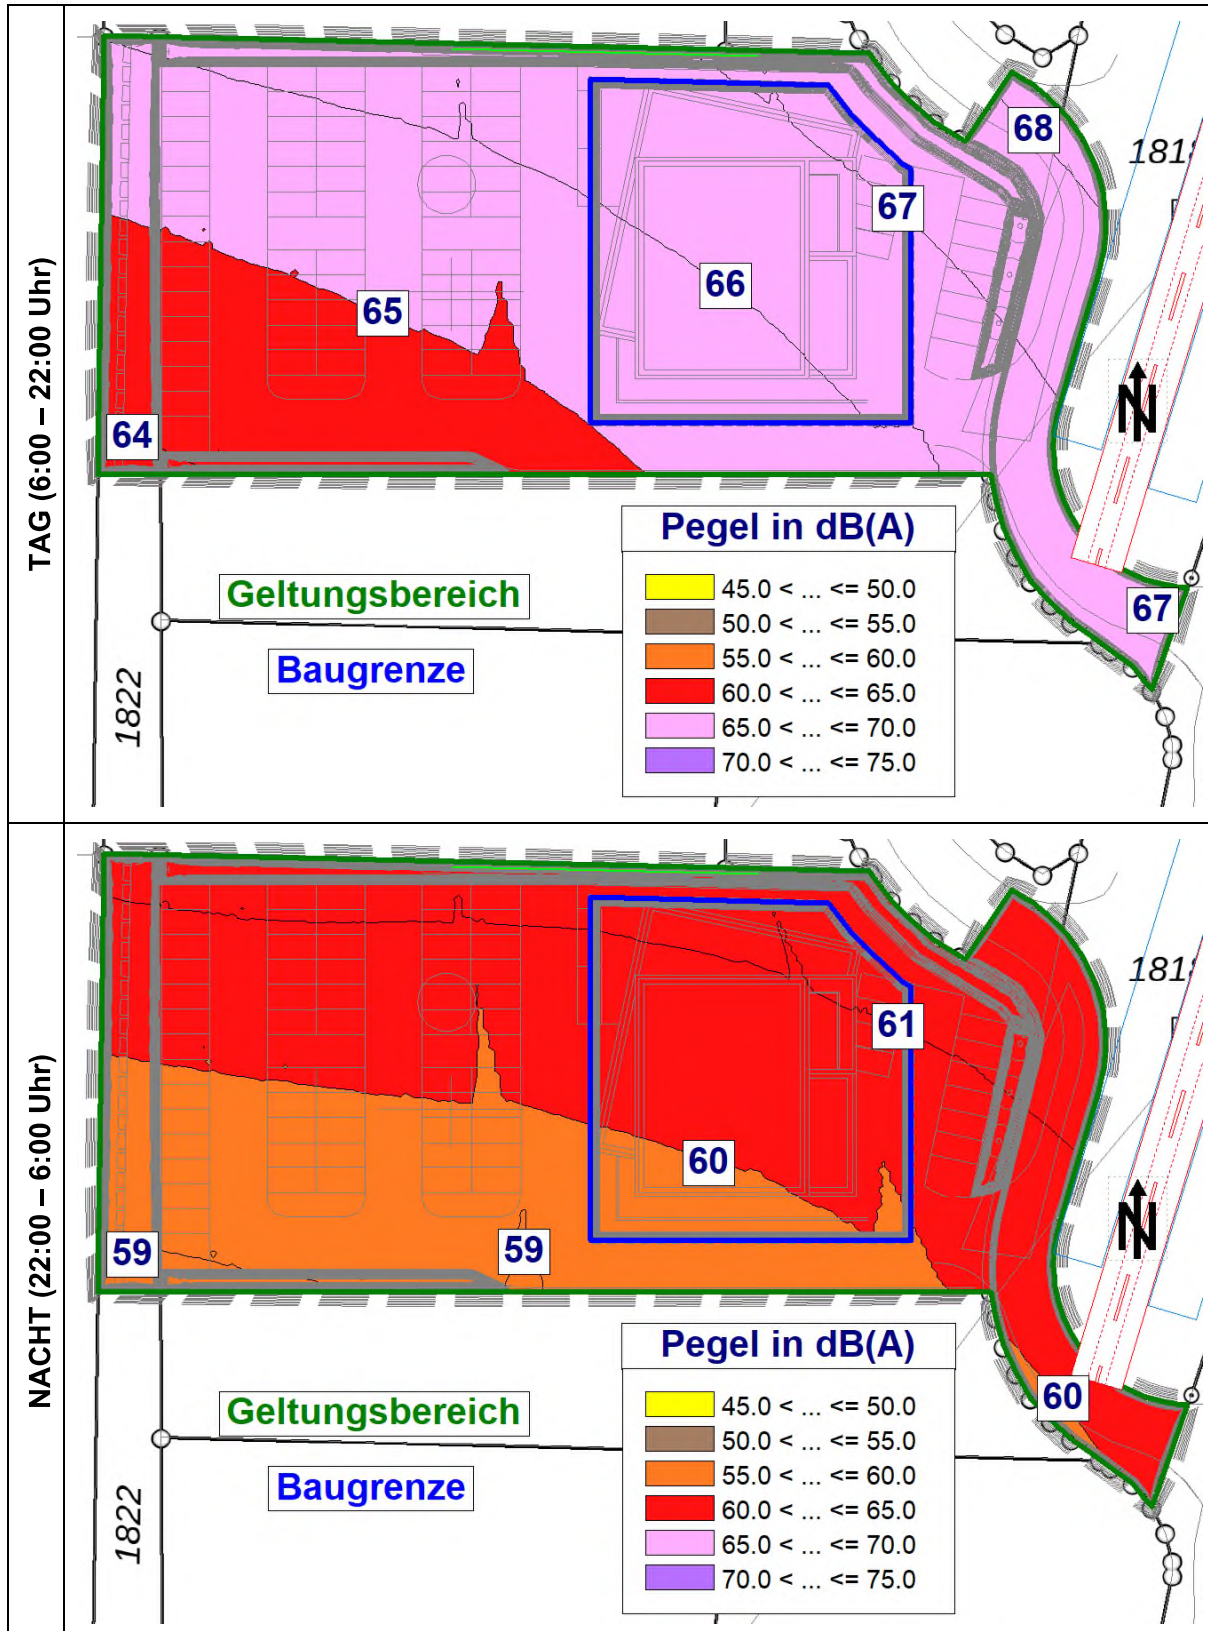 TAG (6:00 – 22:00 Uhr)
68
1818
67
66
65
64
N
67
Pegel in dB(A)
45.0 < ... <= 50.0
50.0 < ... <= 55.0
55.0 < ... <= 60.0
60.0 < ... <= 65.0
65.0 < ... <= 70.0
70.0 < ... <= 75.0
Geltungsbereich
Baugrenze
1822
NACHT (22:00 – 6:00 Uhr)
1818
61
60
59
59
N
60
Pegel in dB(A)
45.0 < ... <= 50.0
50.0 < ... <= 55.0
55.0 < ... <= 60.0
60.0 < ... <= 65.0
65.0 < ... <= 70.0
70.0 < ... <= 75.0
Geltungsbereich
Baugrenze
1822